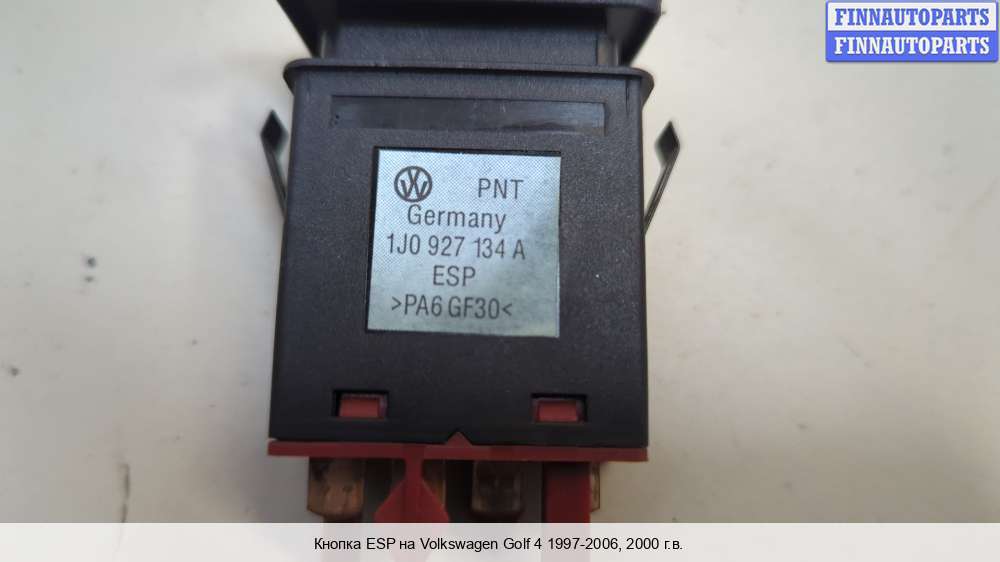 FINNAUTOPARTS
FINNAUTOPARTS
PNT
Germany
1J0 927 134 A
ESP
>PA6 GF30<
Кнопка ESP на Volkswagen Golf 4 1997-2006, 2000 г.в.